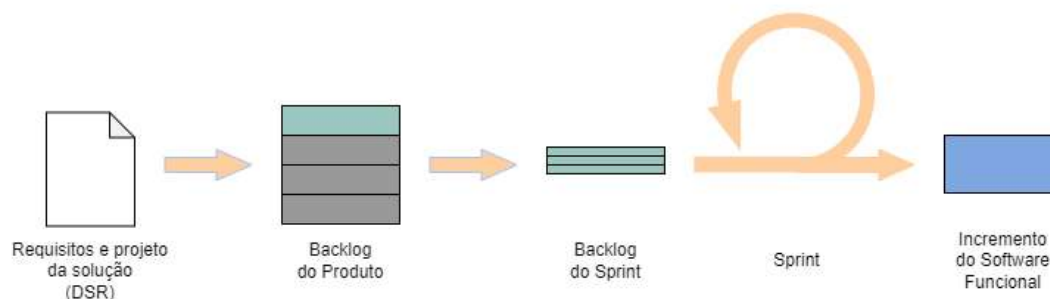 Requisitos e projeto
da solução
(DSR)
Backlog
do Produto
Backlog
do Sprint
Sprint
Incremento
do Software
Funcional